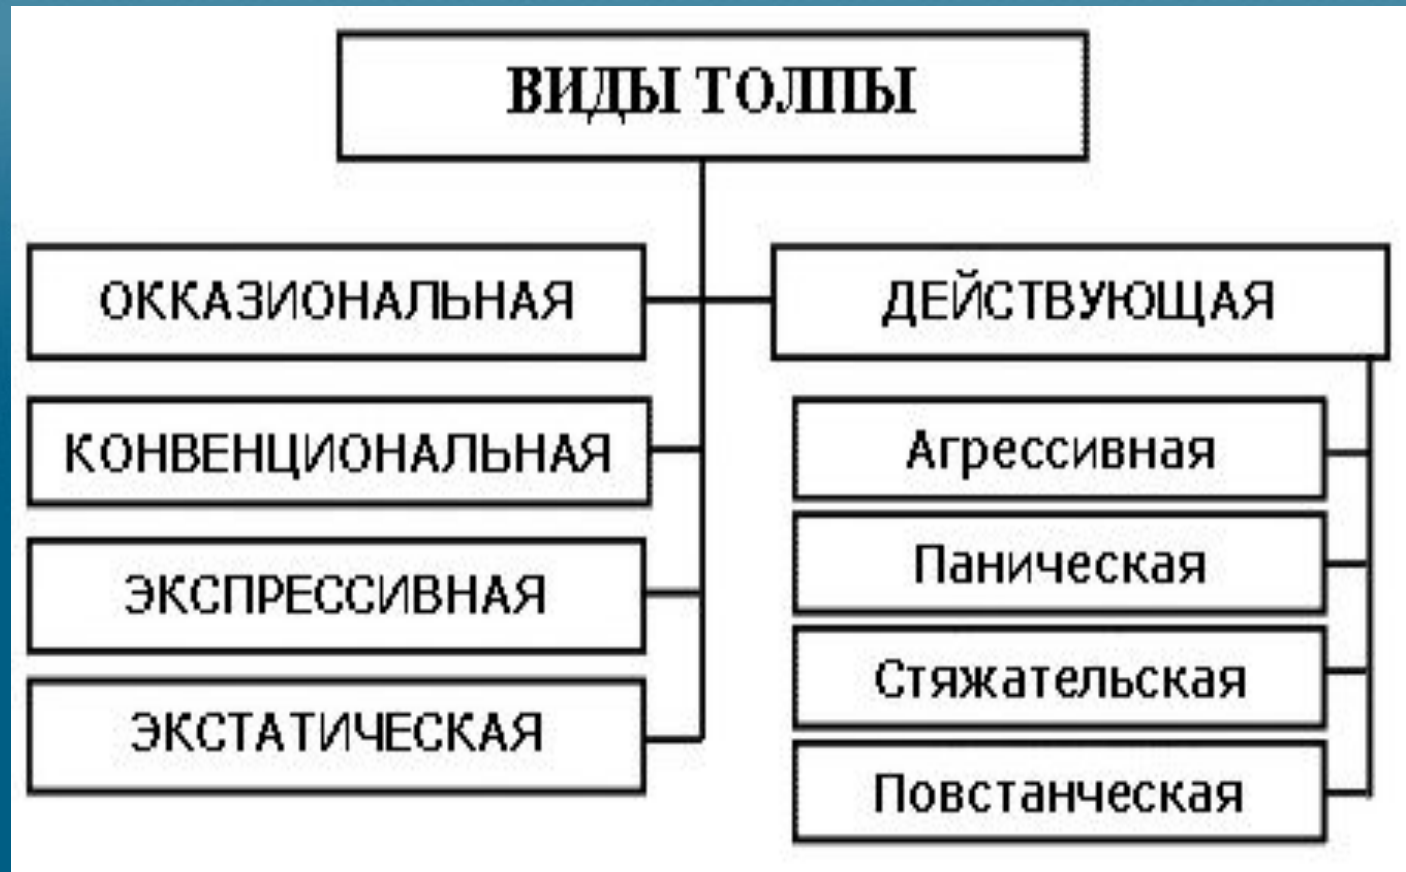 ВИДЫ ТОЛПЫ
ОККАЗИОНАЛЬНАЯ
КОНВЕНЦИОНАЛЬНАЯ
ЭКСПРЕССИВНАЯ
ЭКСТАТИЧЕСКАЯ
ДЕЙСТВУЮЩАЯ
Агрессивная
Паническая
Стяжательская
Повстанческая